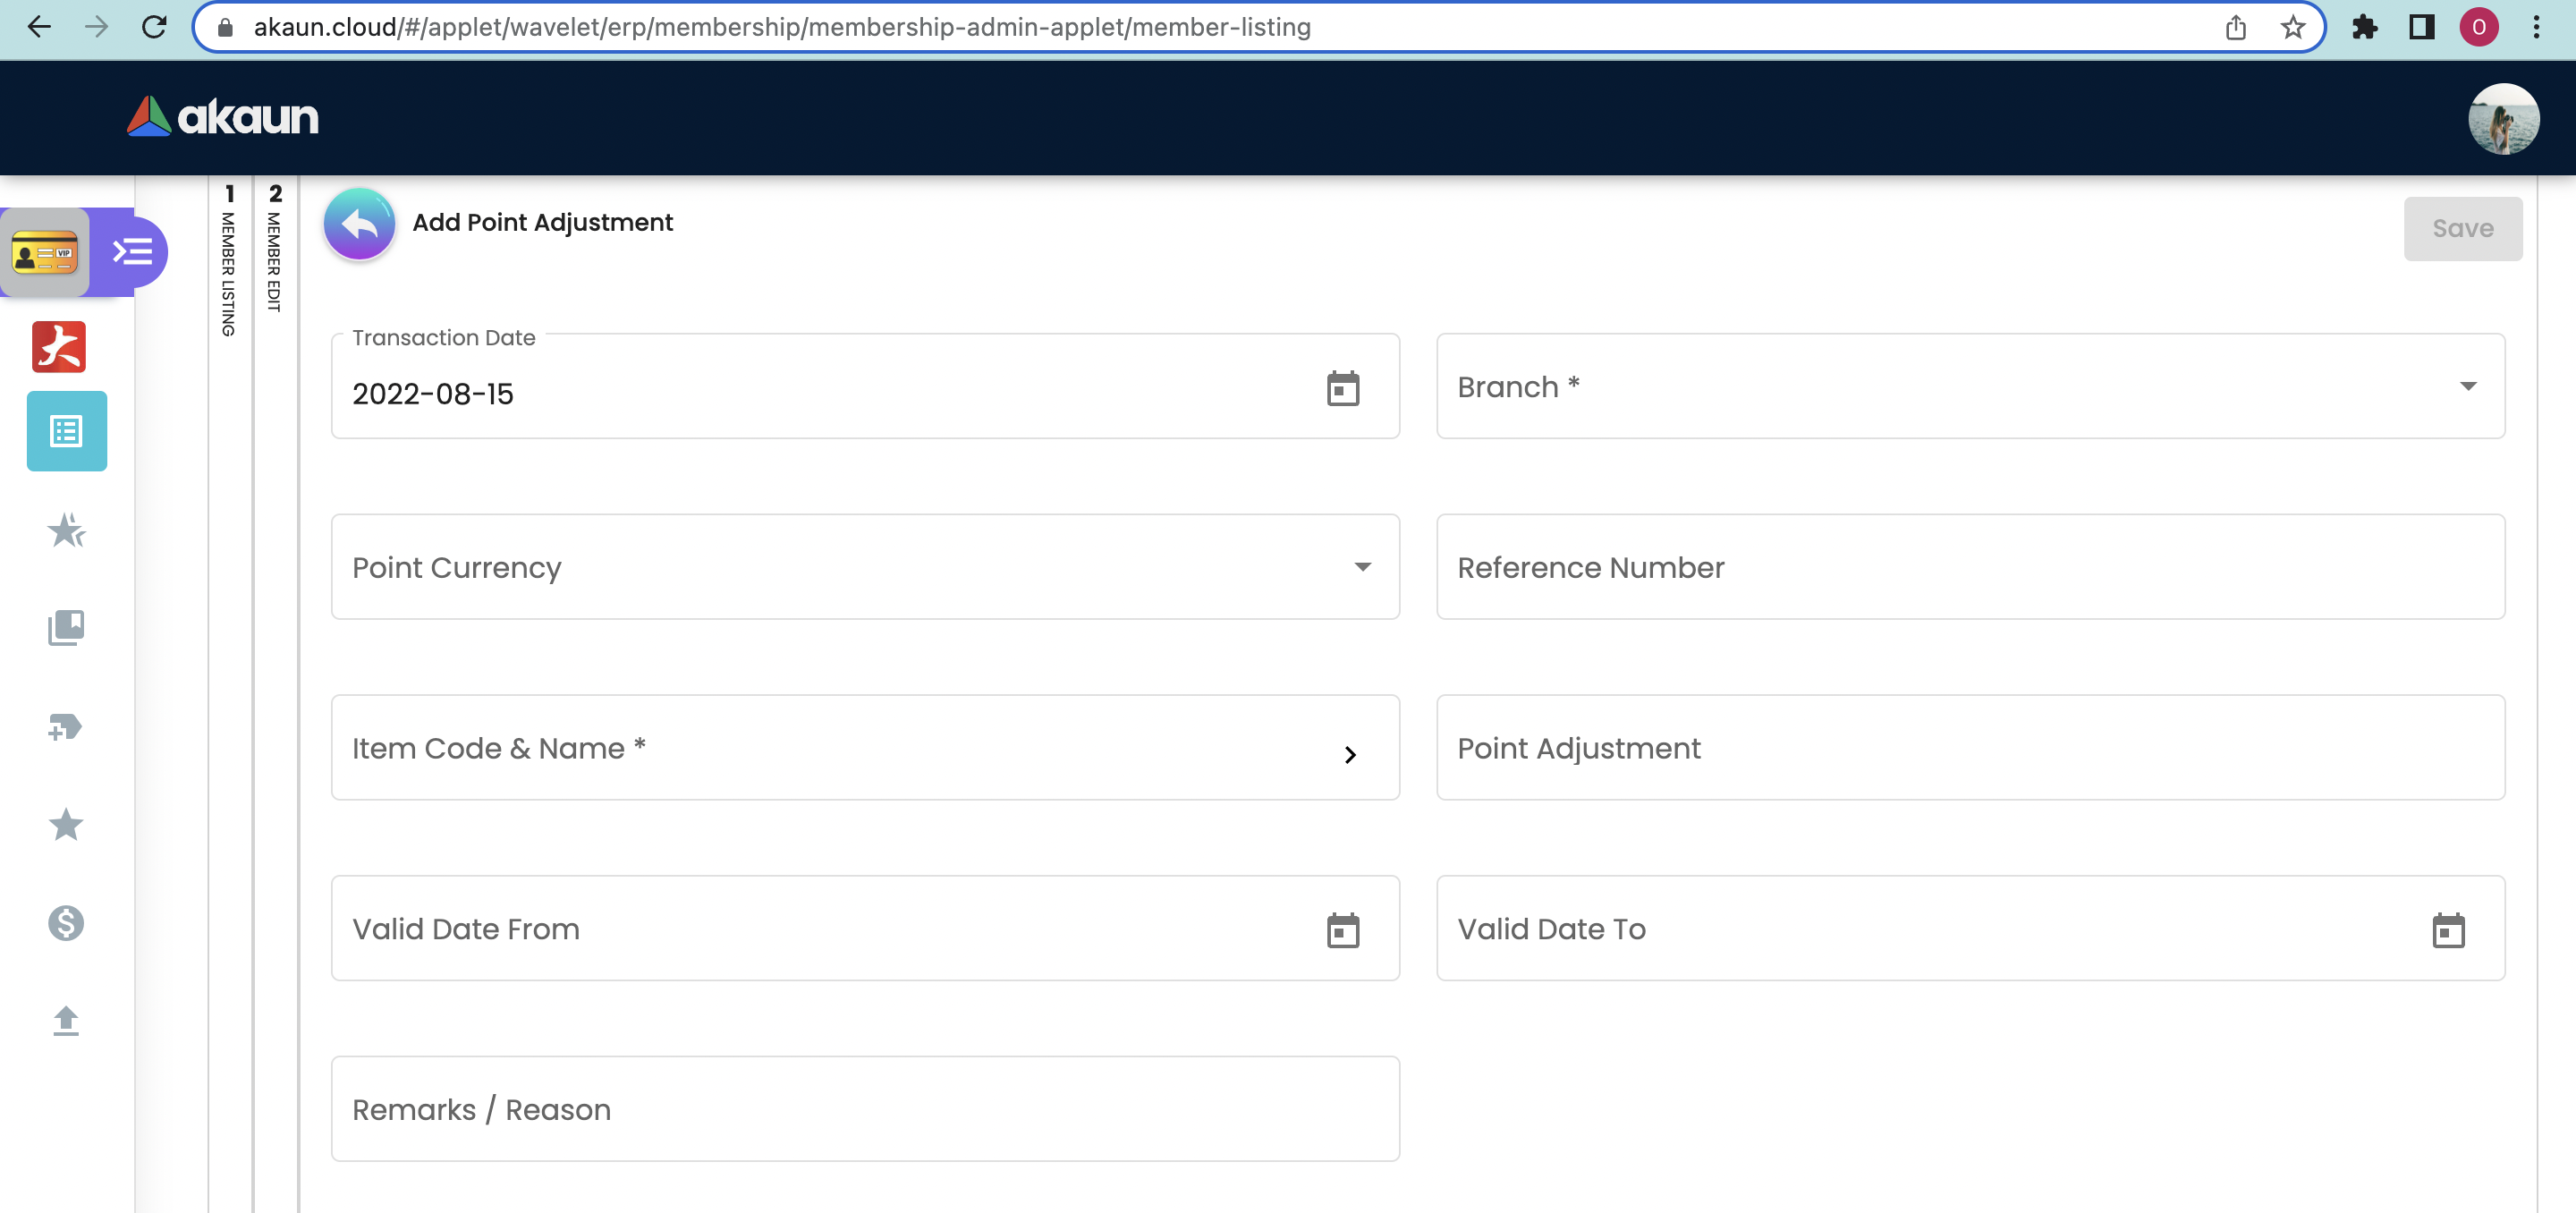 akaun.cloud/#/applet/wavelet/erp/membership/membership-admin-applet/member-listing
O
akaun
1 MEMBER LISTING
2 MEMBER EDIT
Add Point Adjustment
Save
VIP
Transaction Date
2022-08-15
Branch *
Point Currency
Reference Number
Item Code & Name *
Point Adjustment
Valid Date From
Valid Date To
Remarks / Reason